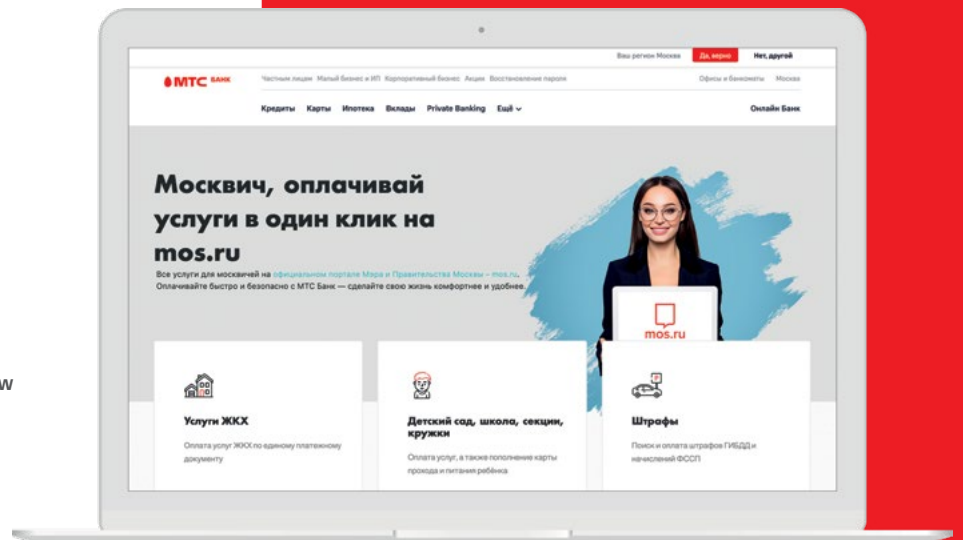 Ваш регион Москва Да, верно Нет, другой
МТС БАНК
Частным лицам Малый бизнес и ИП Корпоративный бизнес Акции Восстановление пароля Офисы и банкоматы Москва
Кредиты Карты Ипотека Вклады Private Banking Ещё Онлайн Банк
Москвич, оплачивай
услуги в один клик на
mos.ru
Все услуги для москвичей на официальном портале Мэра и Правительства Москвы – mos.ru.
Оплачивайте быстро и безопасно с МТС Банк — сделайте свою жизнь комфортнее и удобнее.
mos.ru
w
Услуги ЖКХ
Оплата услуг ЖКХ по единому платежному
документу
Детский сад, школа, секции,
кружки
Оплата услуг, а также пополнение карты
прохода и питания ребёнка
Штрафы
Поиск и оплата штрафов ГИБДД и
начислений ФССП